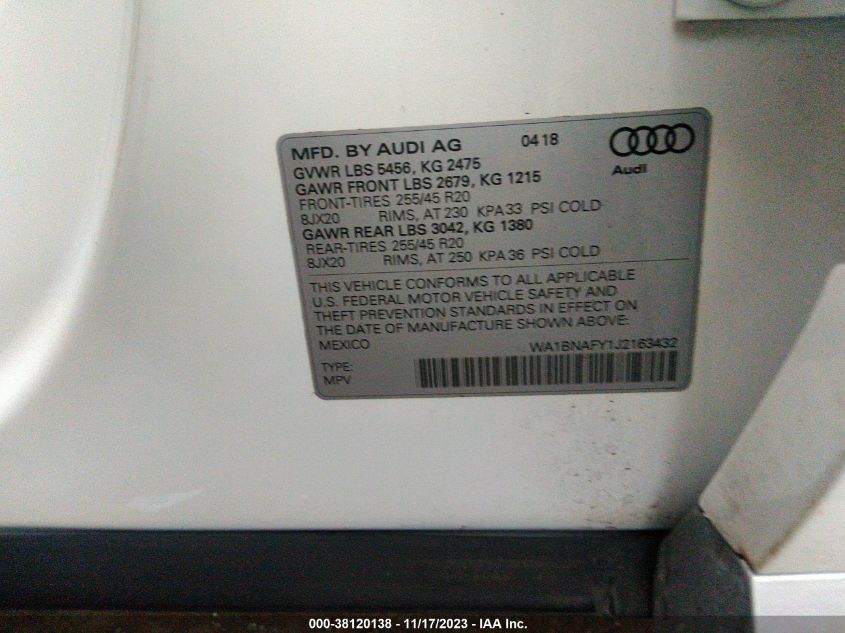 MFD. BY AUDI AG 04 18
GVWR LBS 5456, KG 2475
GAWR FRONT LBS 2679, KG 1215
Audi
FRONT-TIRES 255/45 R20
8JX20 RIMS, AT 230 KPA 33 PSI COLD
GAWR REAR LBS 3042, KG 1380
REAR-TIRES 255/45 R20
8JX20 RIMS, AT 250 KPA 36 PSI COLD
THIS VEHICLE CONFORMS TO ALL APPLICABLE
U.S. FEDERAL MOTOR VEHICLE SAFETY AND
THEFT PREVENTION STANDARDS IN EFFECT ON
THE DATE OF MANUFACTURE SHOWN ABOVE:
MEXICO WA1BNAFY1J2163432
TYPE:
MPV
000-38120138 - 11/17/2023 - IAA Inc.